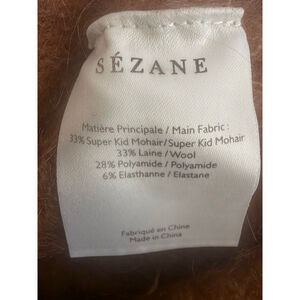 SÉZANE
Matière Principale / Main Fabric :
33% Super Kid Mohair/Super Kid Mohair
33% Laine / Wool
28% Polyamide / Polyamide
6% Elasthanne / Elastane
Fabriqué en Chine
Made in China